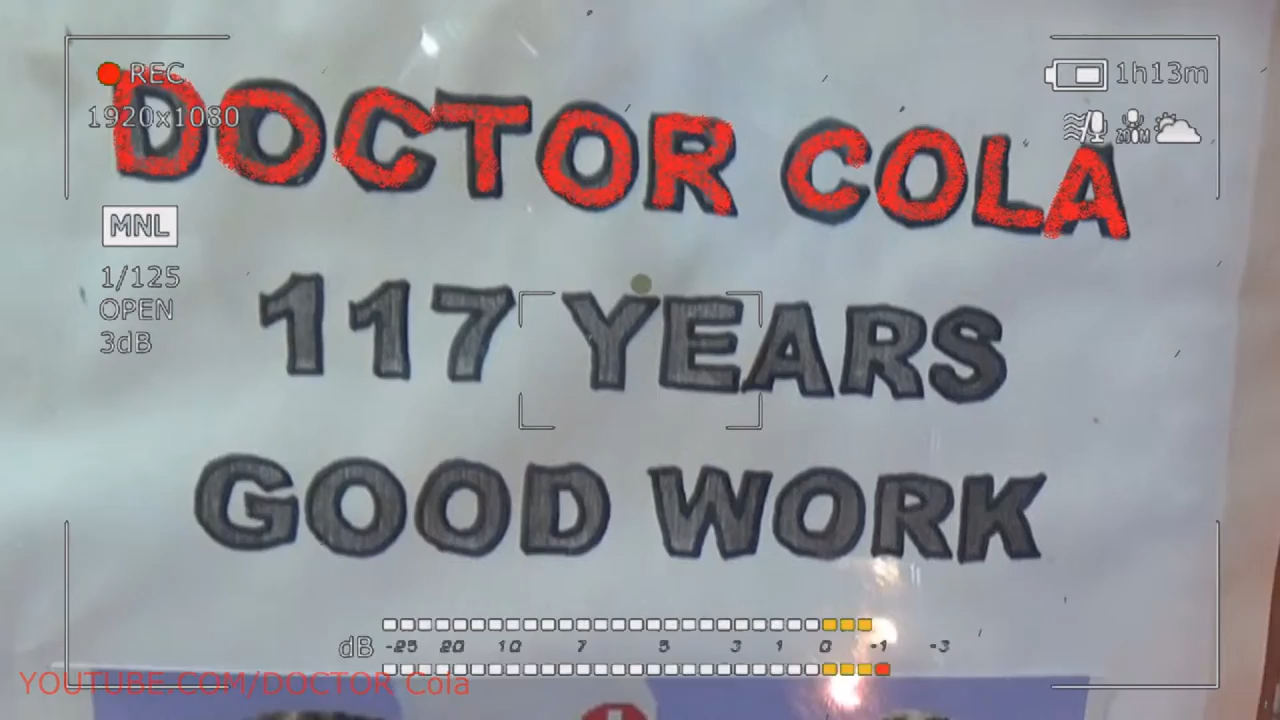 REC
1h13m
1920x1080
DOCTOR COLA
MNL
1/125
OPEN
3dB
117 YEARS
GOOD WORK
dB -25 20 10 7 5 3 1 0 -1 -3
YOUTUBE.COM/DOCTOR Cola